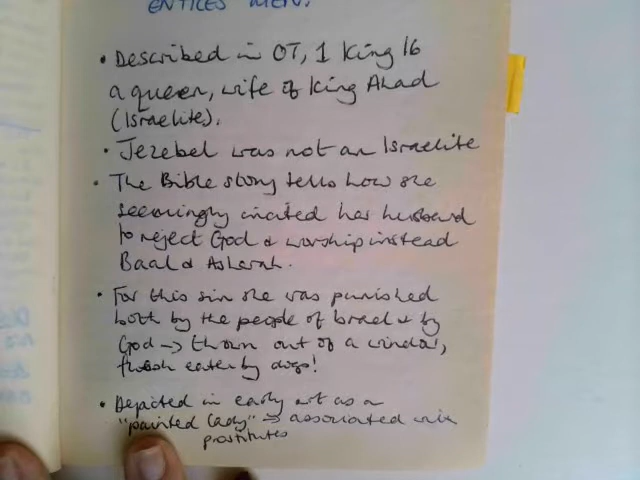 ENTICES MEN.
• Described in OT, 1 King 16
a queen, wife of King Ahab
(Israelite).
• Jezebel was not an Israelite
• The Bible story tells how she
seemingly incited her husband
to reject God & worship instead
Baal & Asherah.
• For this sin she was punished
both by the people of Israel & by
God → thrown out of a window,
flesh eaten by dogs!
• Depicted in early art as a
"painted lady" → associated with
prostitutes